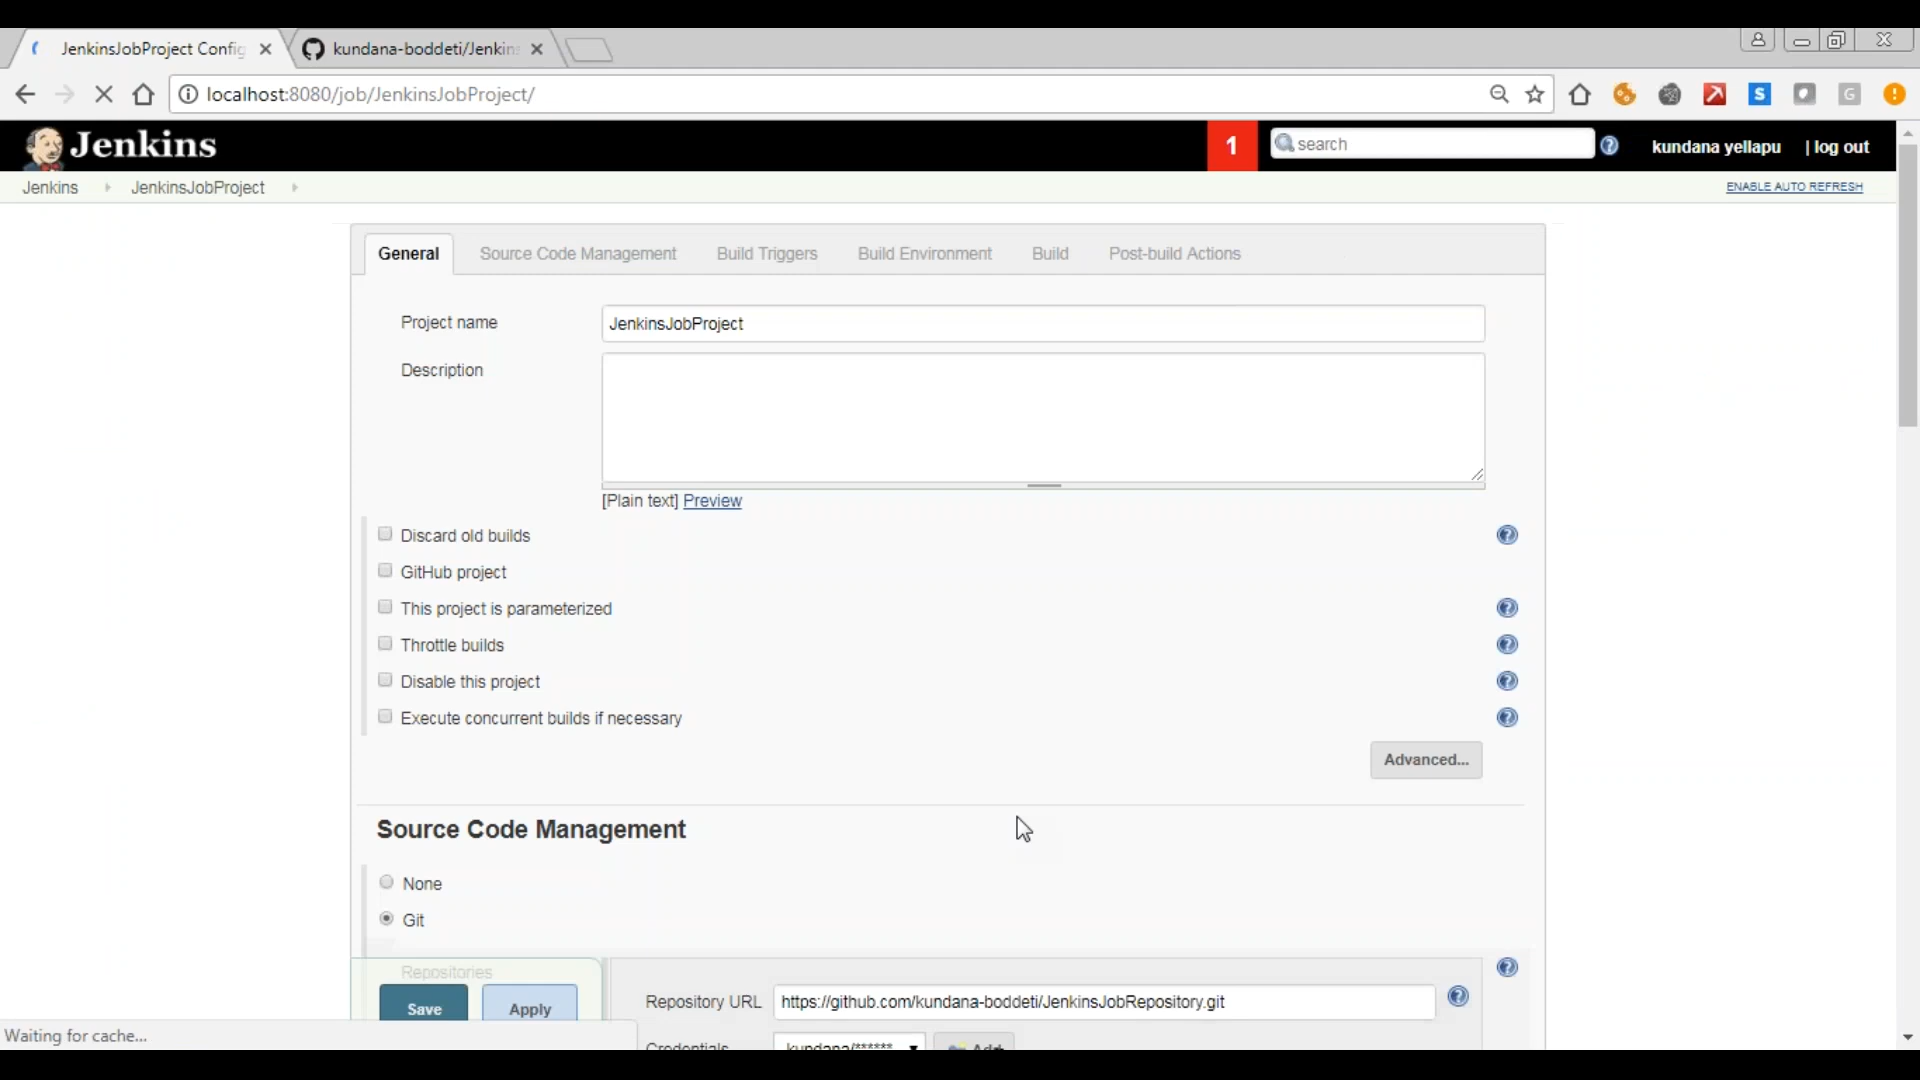 JenkinsJobProject Config
kundana-boddeti/Jenkins
localhost:8080/job/JenkinsJobProject/
S
G
Jenkins
1
search
kundana yellapu
| log out
Jenkins
JenkinsJobProject
ENABLE AUTO REFRESH
General
Source Code Management
Build Triggers
Build Environment
Build
Post-build Actions
Project name
JenkinsJobProject
Description
[Plain text] Preview
Discard old builds
GitHub project
This project is parameterized
Throttle builds
Disable this project
Execute concurrent builds if necessary
Advanced...
Source Code Management
None
Git
Repositories
Save
Apply
Repository URL
https://github.com/kundana-boddeti/JenkinsJobRepository.git
Credentials
kundana/******
Add
Waiting for cache...